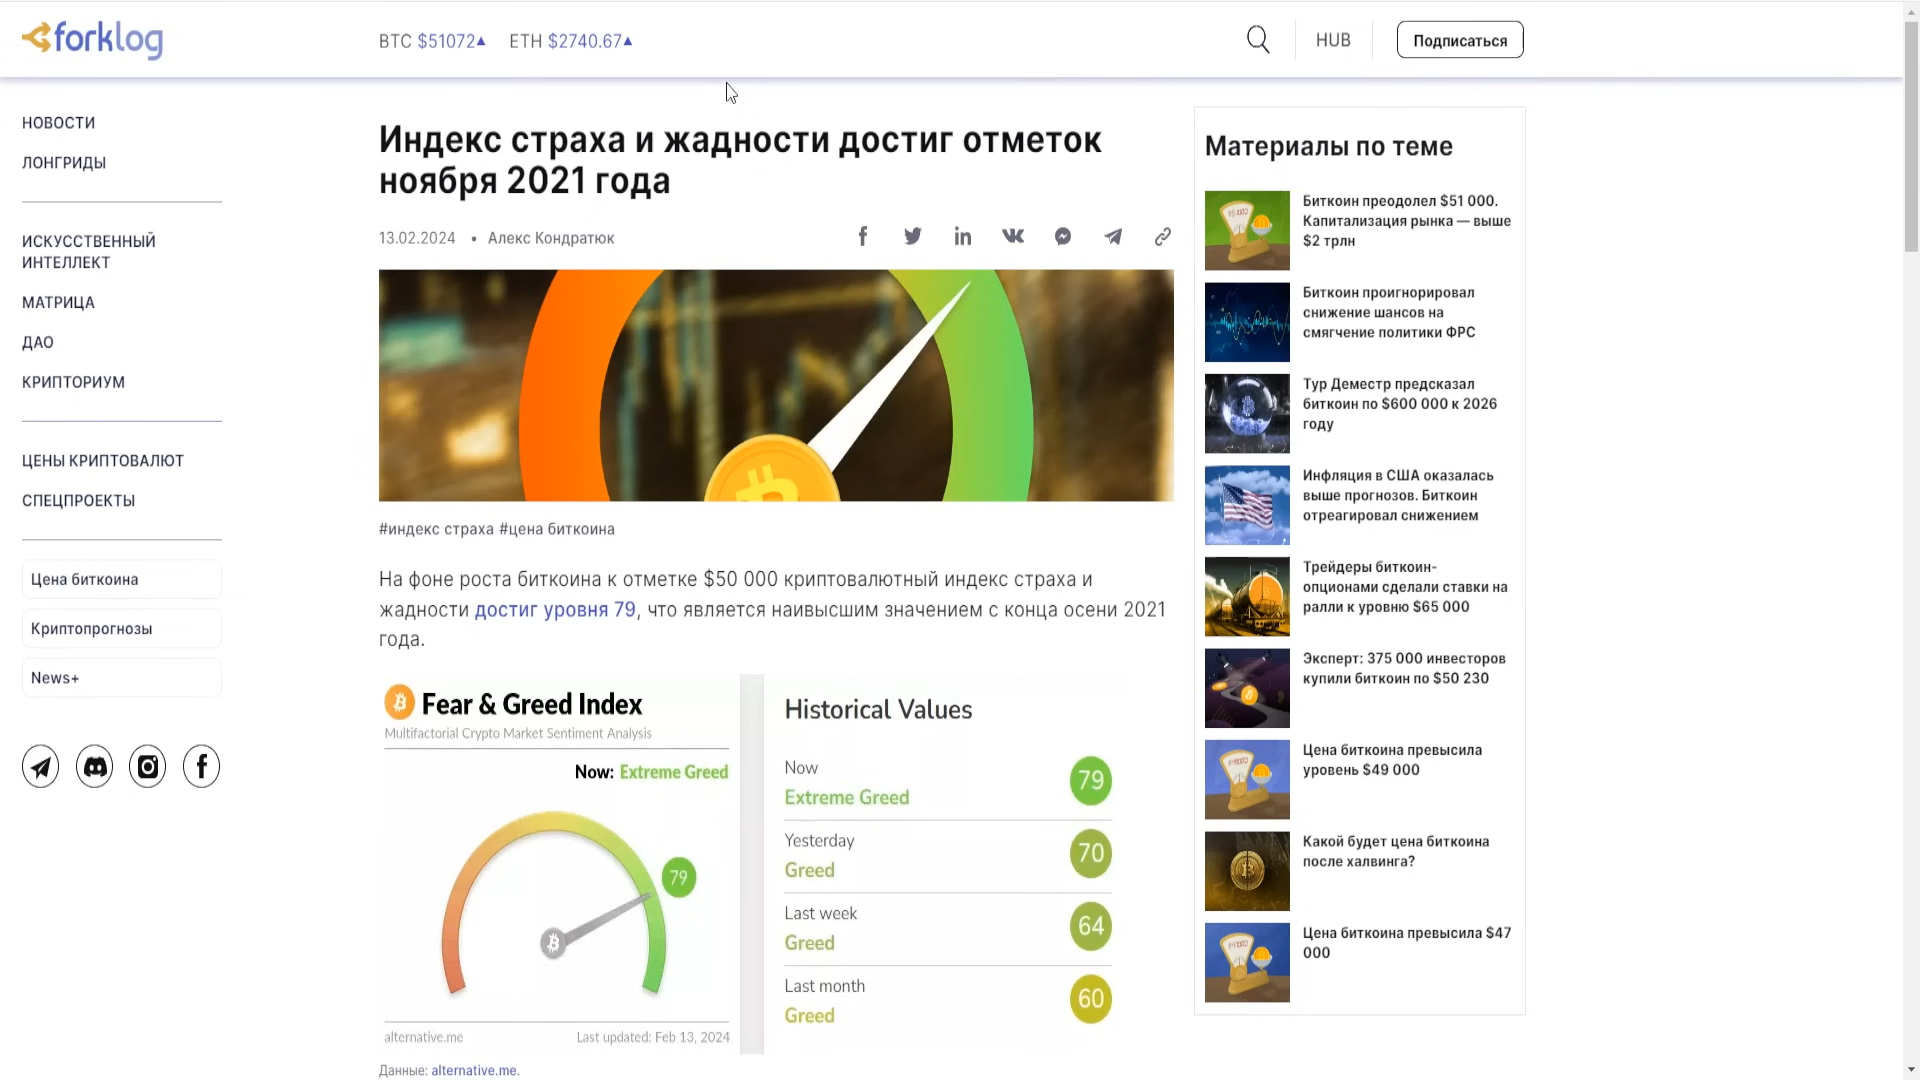 forklog
BTC $51072▲ ETH $2740.67▲
HUB
Подписаться
НОВОСТИ
ЛОНГРИДЫ
ИСКУССТВЕННЫЙ
ИНТЕЛЛЕКТ
МАТРИЦА
ДАО
КРИПТОРИУМ
ЦЕНЫ КРИПТОВАЛЮТ
СПЕЦПРОЕКТЫ
Цена биткоина
Криптопрогнозы
News+
Индекс страха и жадности достиг отметок
ноября 2021 года
13.02.2024 • Алекс Кондратюк
#индекс страха #цена биткоина
На фоне роста биткоина к отметке $50 000 криптовалютный индекс страха и
жадности достиг уровня 79, что является наивысшим значением с конца осени 2021
года.
Fear & Greed Index
Multifactorial Crypto Market Sentiment Analysis
Now: Extreme Greed
79
alternative.me
Last updated: Feb 13, 2024
Historical Values
Now
Extreme Greed
79
Yesterday
Greed
70
Last week
Greed
64
Last month
Greed
60
Данные: alternative.me.
Материалы по теме
Биткоин преодолел $51 000.
Капитализация рынка — выше
$2 трлн
Биткоин проигнорировал
снижение шансов на
смягчение политики ФРС
Тур Деместр предсказал
биткоин по $600 000 к 2026
году
Инфляция в США оказалась
выше прогнозов. Биткоин
отреагировал снижением
Трейдеры биткоин-
опционами сделали ставки на
ралли к уровню $65 000
Эксперт: 375 000 инвесторов
купили биткоин по $50 230
Цена биткоина превысила
уровень $49 000
Какой будет цена биткоина
после халвинга?
Цена биткоина превысила $47
000